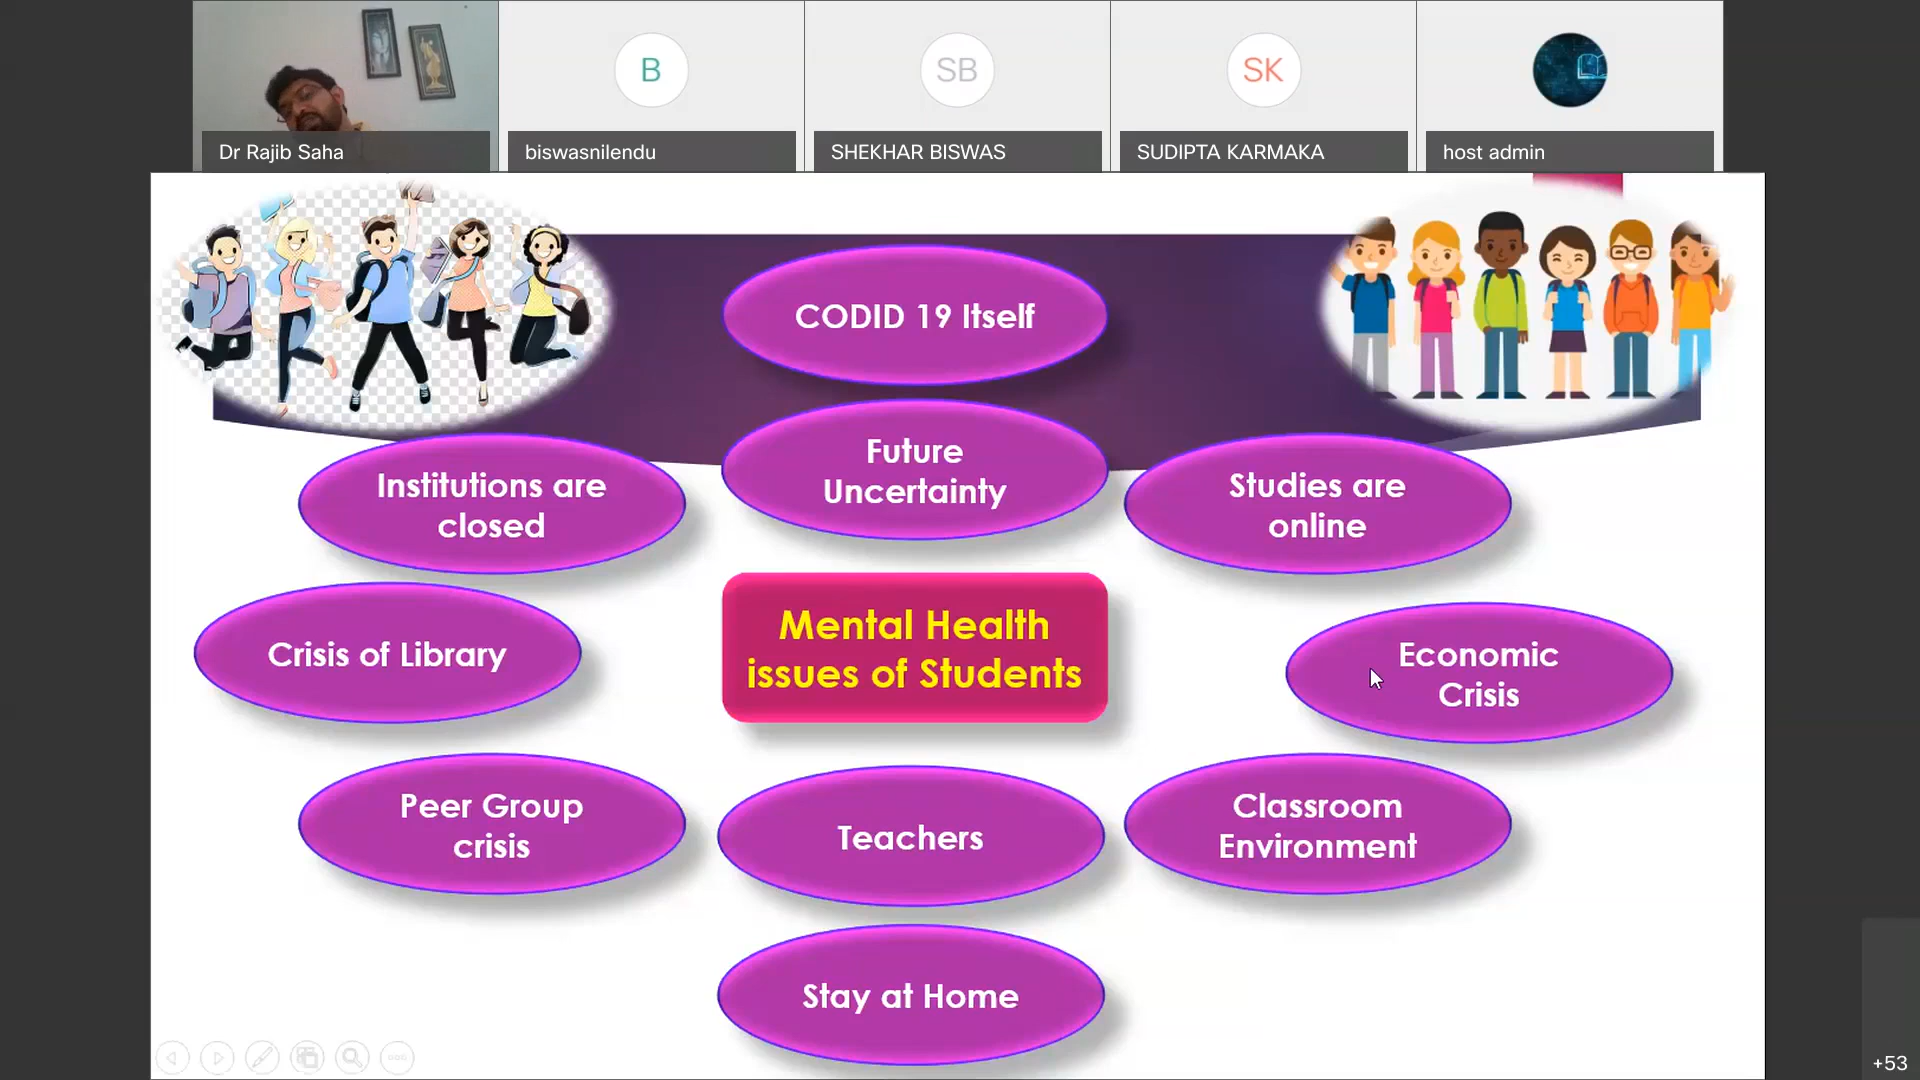 B
SB
SK
Dr Rajib Saha
biswasnilendu
SHEKHAR BISWAS
SUDIPTA KARMAKA
host admin
CODID 19 Itself
Future
Uncertainty
Institutions are
closed
Studies are
online
Crisis of Library
Mental Health
issues of Students
Economic
Crisis
Peer Group
crisis
Teachers
Classroom
Environment
Stay at Home
+53